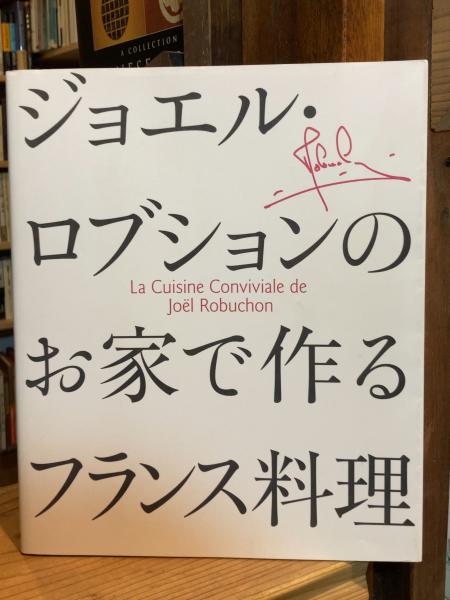 A COLLECTION
ジョエル・
ロブションの
La Cuisine Conviviale de
Joël Robuchon
お家で作る
フランス料理